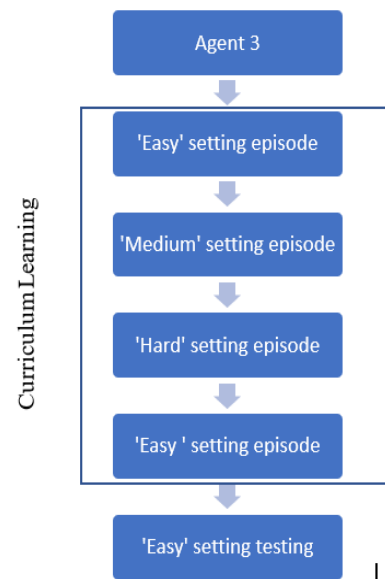 Agent 3
Curriculum Learning
'Easy' setting episode
'Medium' setting episode
'Hard' setting episode
'Easy ' setting episode
'Easy' setting testing